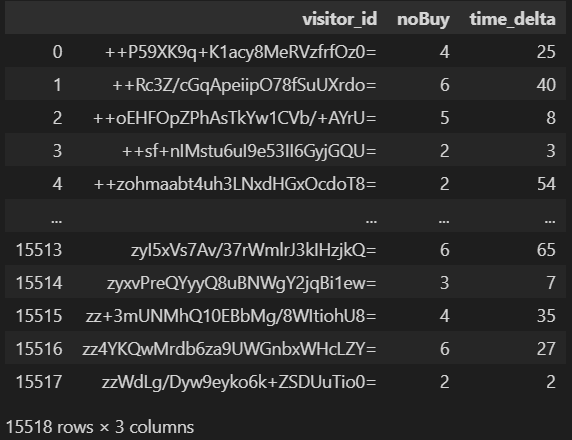 visitor_id noBuy time_delta
0 ++P59XK9q+K1acy8MeRVzfrfOz0= 4 25
1 ++Rc3Z/cGqApeiipO78fSuUXrdo= 6 40
2 ++oEHFOpZPhAsTkYw1CVb/+AYrU= 5 8
3 ++sf+nIMstu6uI9e53II6GyjGQU= 2 3
4 ++zohmaabt4uh3LNxdHGxOcdoT8= 2 54
... ... ... ...
15513 zyI5xVs7Av/37rWmlrJ3kIHzjkQ= 6 65
15514 zyxvPreQYyyQ8uBNWgY2jqBi1ew= 3 7
15515 zz+3mUNMhQ10EBbMg/8WItiohU8= 4 35
15516 zz4YKQwMrdb6za9UWGnbxWHcLZY= 6 27
15517 zzWdLg/Dyw9eyko6k+ZSDUuTio0= 2 2
15518 rows × 3 columns